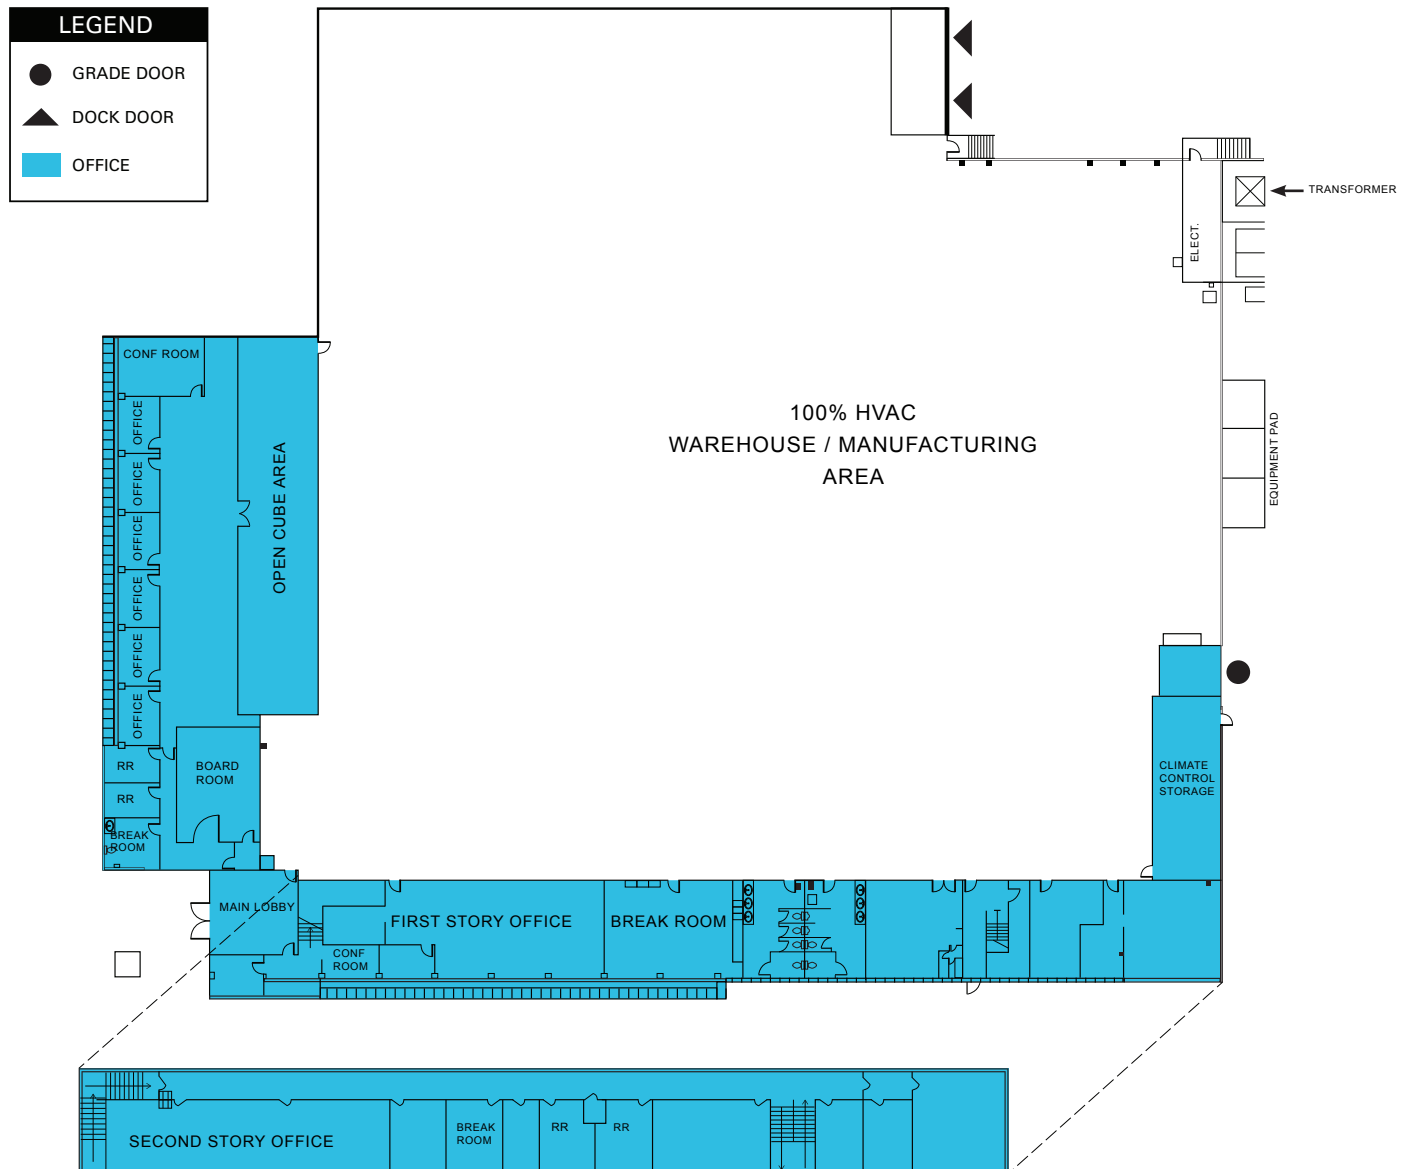 LEGEND
GRADE DOOR
DOCK DOOR
OFFICE
TRANSFORMER
ELECT.
CONF ROOM
OFFICE
OFFICE
OFFICE
OFFICE
OFFICE
OFFICE
OPEN CUBE AREA
100% HVAC
WAREHOUSE / MANUFACTURING
AREA
EQUIPMENT PAD
RR
RR
BREAK
ROOM
BOARD
ROOM
CLIMATE
CONTROL
STORAGE
MAIN LOBBY
FIRST STORY OFFICE
BREAK ROOM
CONF
ROOM
SECOND STORY OFFICE
BREAK
ROOM
RR
RR